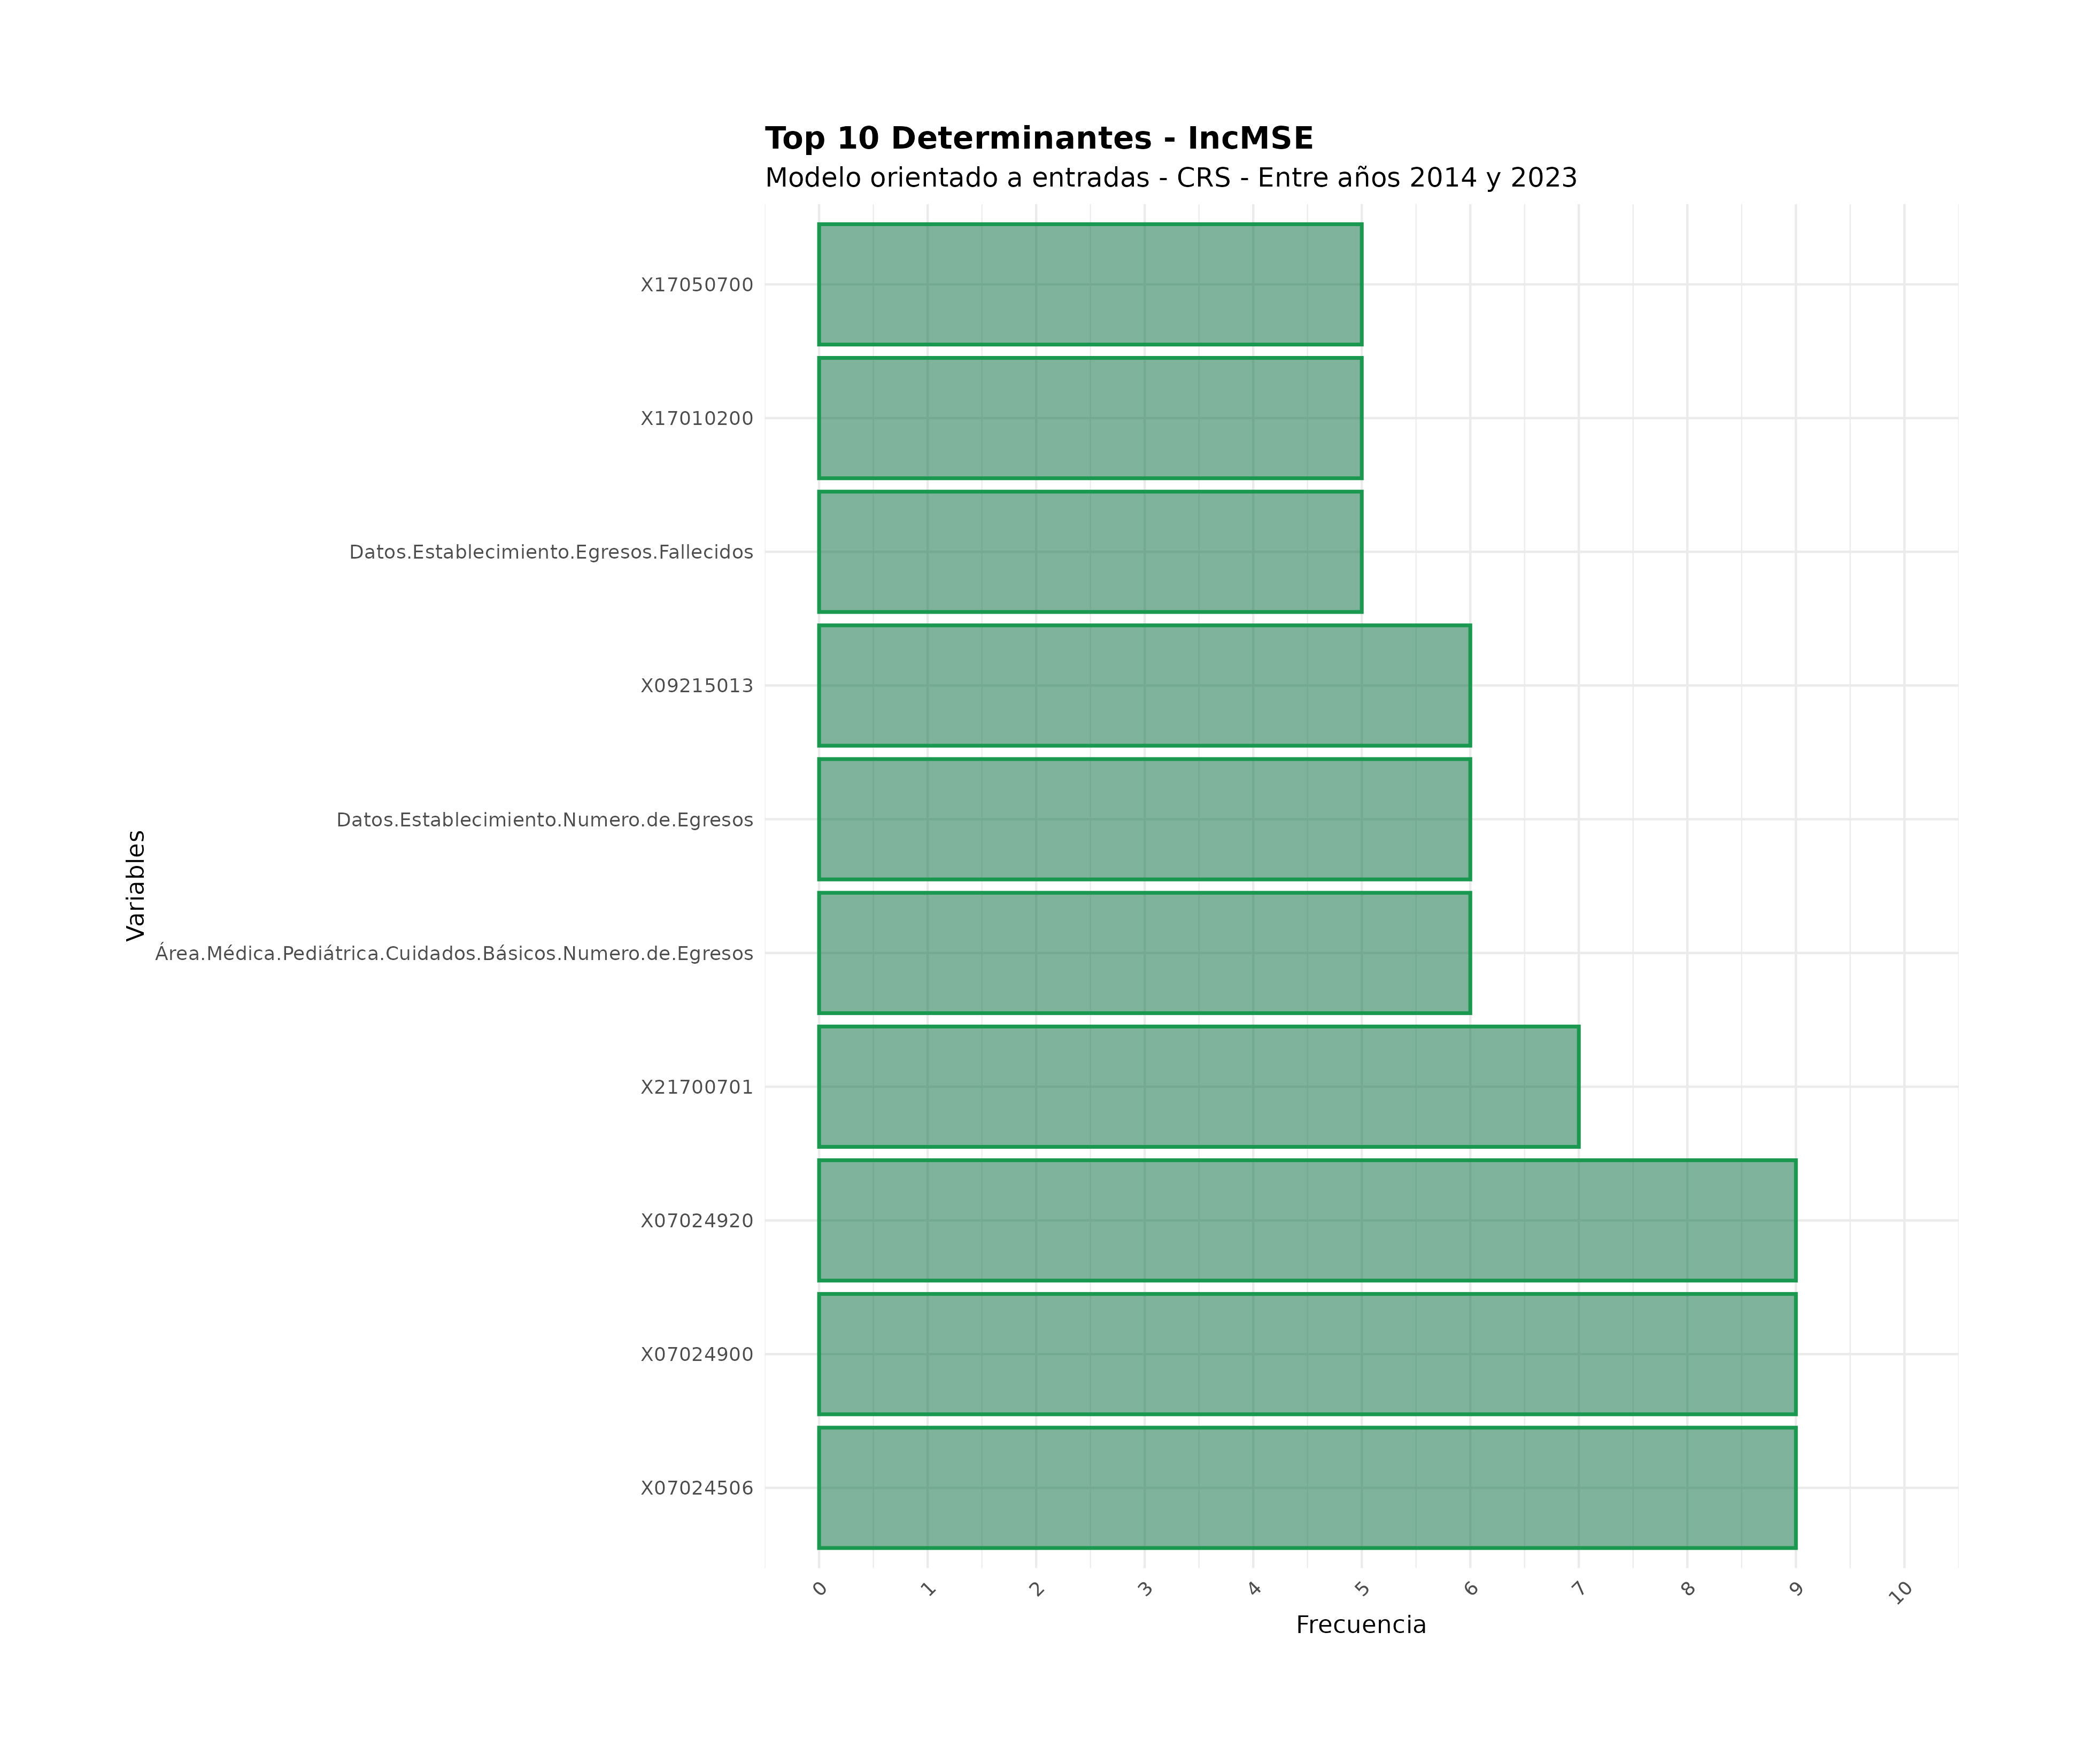 Top 10 Determinantes - IncMSE
Modelo orientado a entradas - CRS - Entre años 2014 y 2023
Variables
X17050700
X17010200
Datos.Establecimiento.Egresos.Fallecidos
X09215013
Datos.Establecimiento.Numero.de.Egresos
Área.Médica.Pediátrica.Cuidados.Básicos.Numero.de.Egresos
X21700701
X07024920
X07024900
X07024506
0 1 2 3 4 5 6 7 8 9 10
Frecuencia